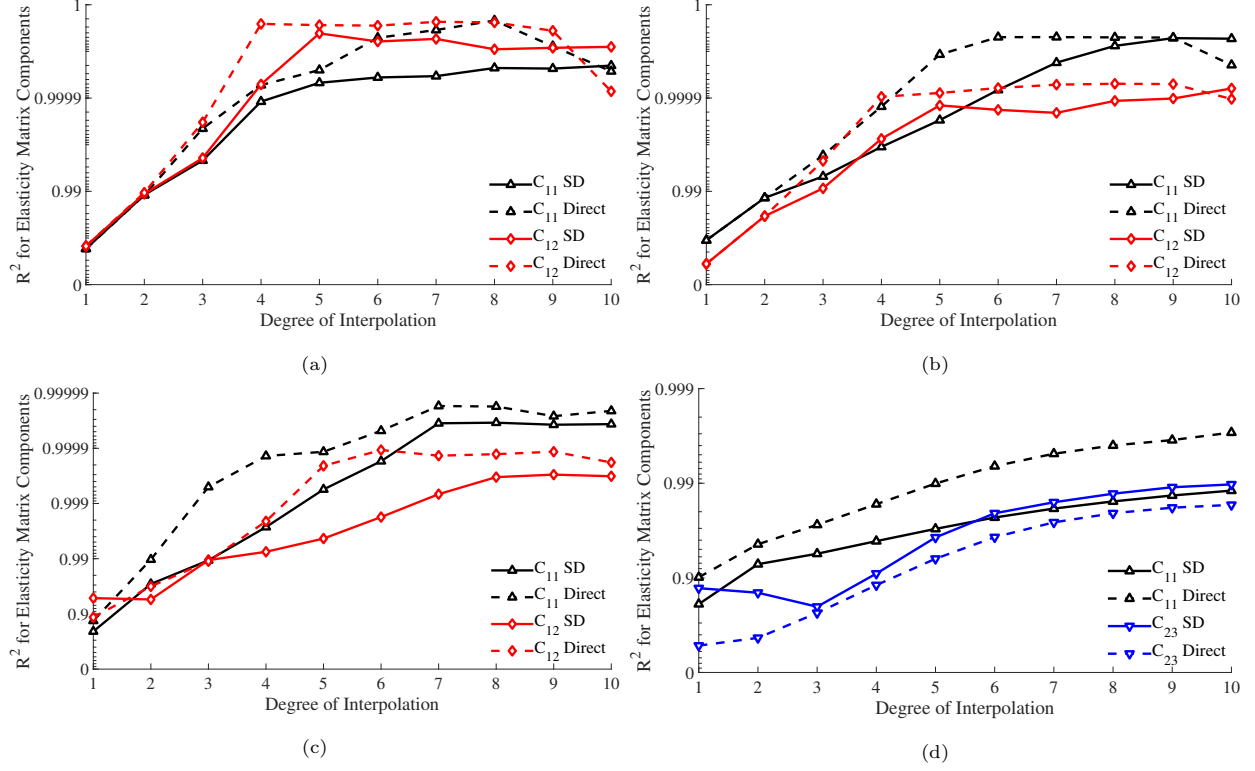 R² for Elasticity Matrix Components
1
0.9999
0.99
0
C₁₁ SD
C₁₁ Direct
C₁₂ SD
C₁₂ Direct
1 2 3 4 5 6 7 8 9 10
Degree of Interpolation
(a)
R² for Elasticity Matrix Components
1
0.9999
0.99
0
C₁₁ SD
C₁₁ Direct
C₁₂ SD
C₁₂ Direct
1 2 3 4 5 6 7 8 9 10
Degree of Interpolation
(b)
R² for Elasticity Matrix Components
0.99999
0.9999
0.999
0.99
0.9
0
C₁₁ SD
C₁₁ Direct
C₁₂ SD
C₁₂ Direct
1 2 3 4 5 6 7 8 9 10
Degree of Interpolation
(c)
R² for Elasticity Matrix Components
0.999
0.99
0.9
0
C₁₁ SD
C₁₁ Direct
C₂₃ SD
C₂₃ Direct
1 2 3 4 5 6 7 8 9 10
Degree of Interpolation
(d)